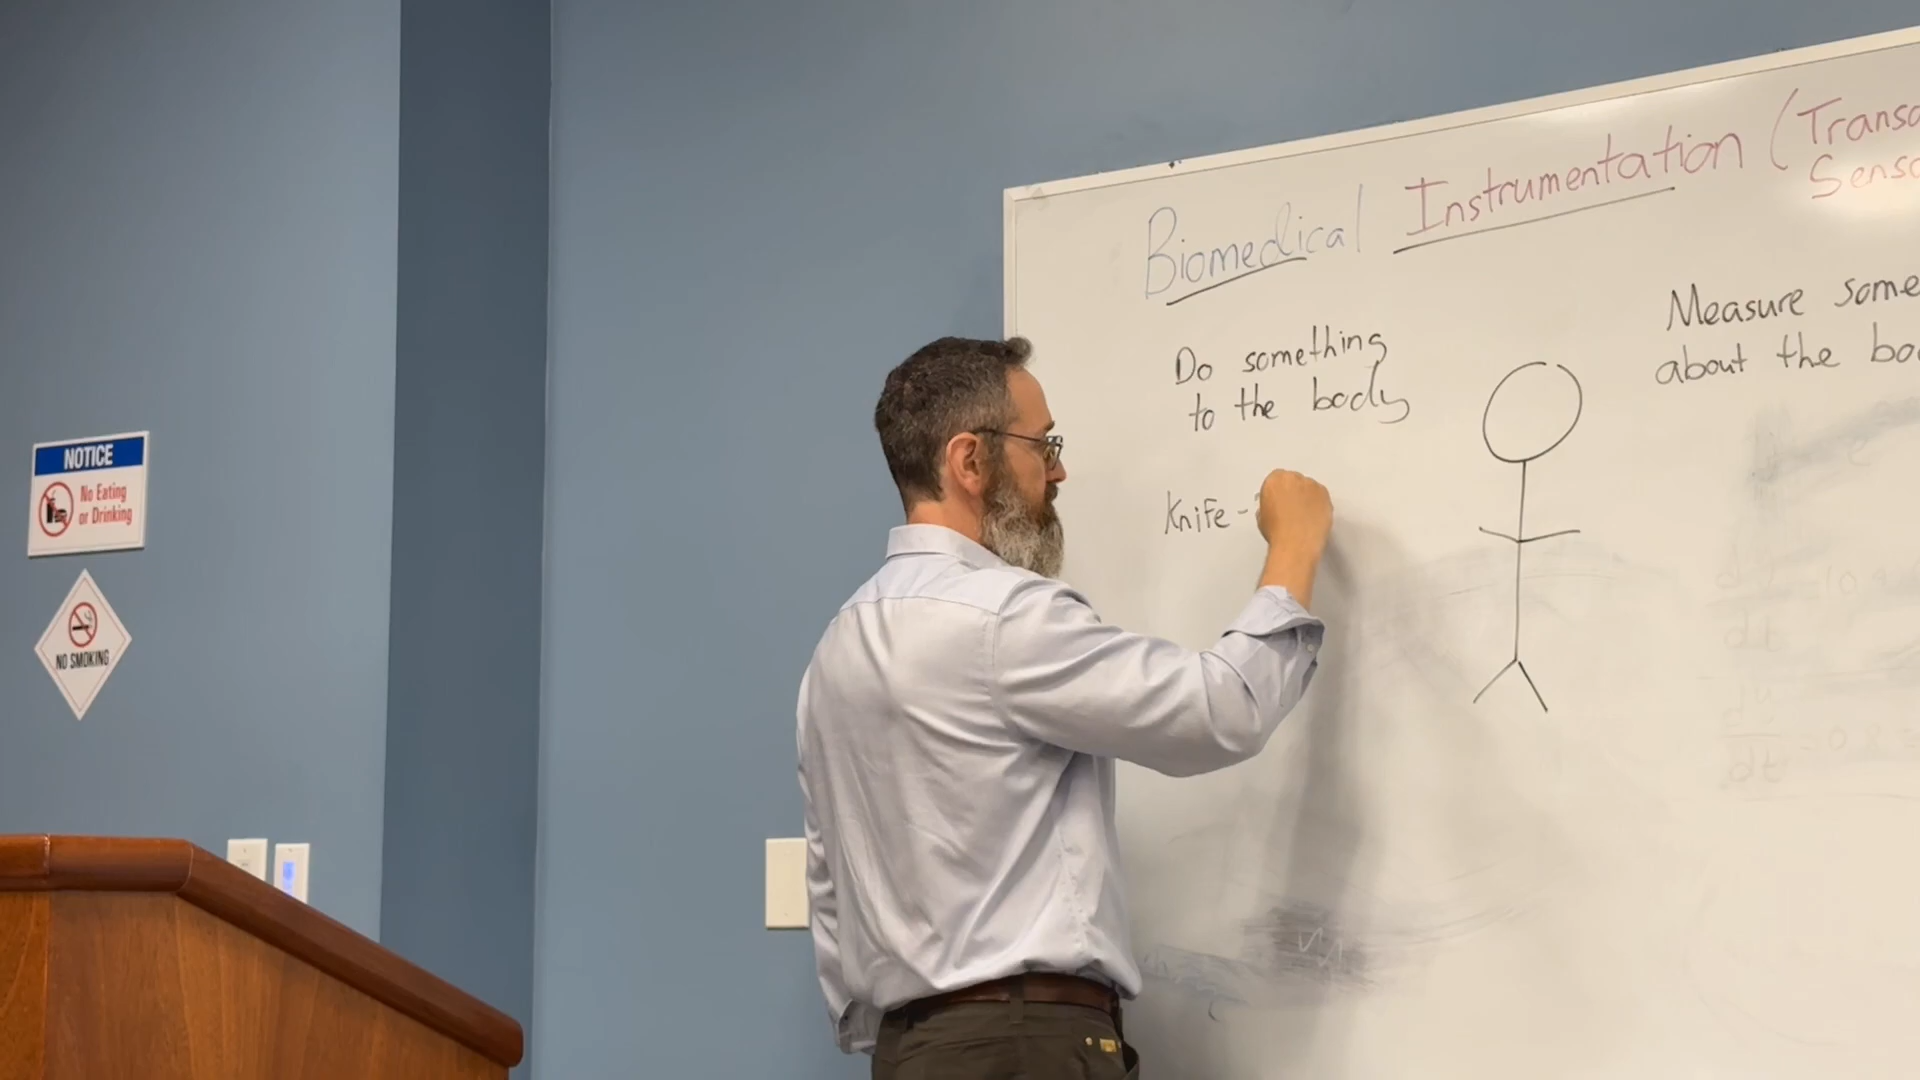 NOTICE
No Eating
or Drinking
NO SMOKING
Biomedical Instrumentation (Transd
Senso
Do something
to the body
Measure some
about the bo
Knife -